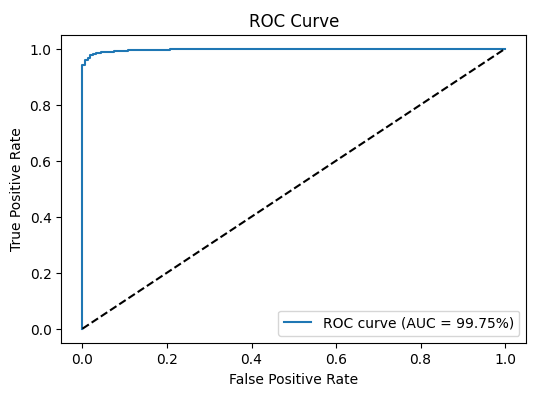 ROC Curve
True Positive Rate
1.0
0.8
0.6
0.4
0.2
0.0
ROC curve (AUC = 99.75%)
0.0 0.2 0.4 0.6 0.8 1.0
False Positive Rate